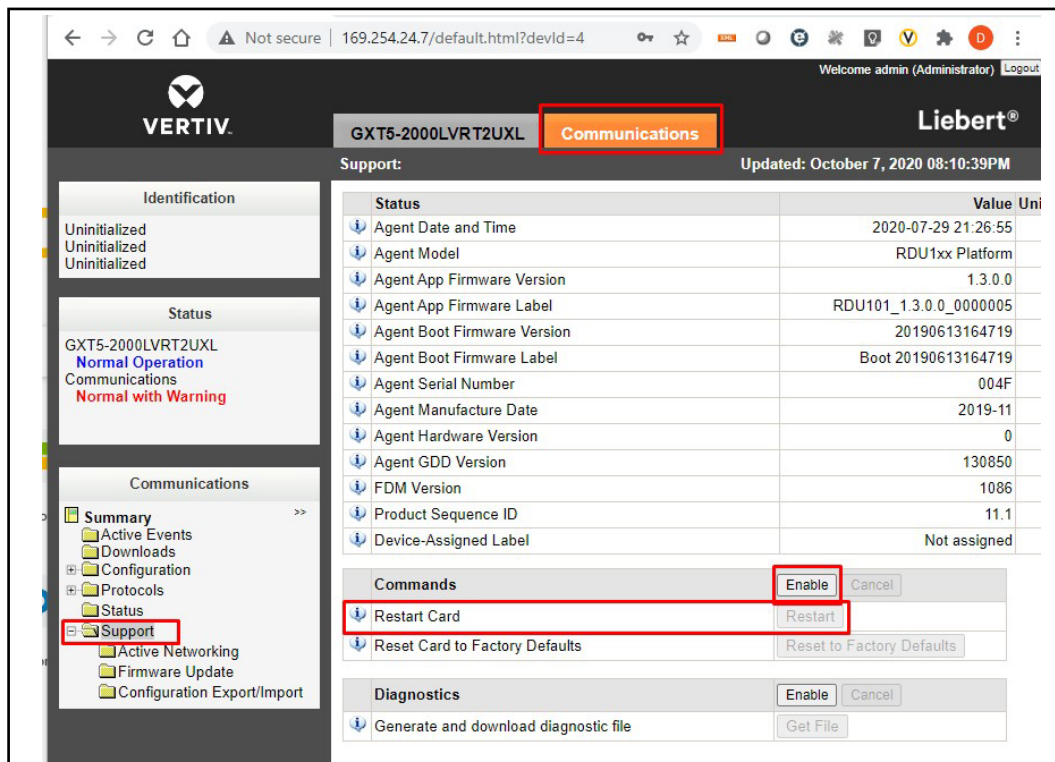 Not secure | 169.254.24.7/default.html?devId=4
Welcome admin (Administrator) Logout
VERTIV.
GXT5-2000LVRT2UXL Communications
Liebert®
Support: Updated: October 7, 2020 08:10:39PM
Identification
Uninitialized
Uninitialized
Uninitialized
Status
GXT5-2000LVRT2UXL
Normal Operation
Communications
Normal with Warning
Communications
Summary >>
Active Events
Downloads
Configuration
Protocols
Status
Support
Active Networking
Firmware Update
Configuration Export/Import
Status Value Uni
Agent Date and Time 2020-07-29 21:26:55
Agent Model RDU1xx Platform
Agent App Firmware Version 1.3.0.0
Agent App Firmware Label RDU101_1.3.0.0_0000005
Agent Boot Firmware Version 20190613164719
Agent Boot Firmware Label Boot 20190613164719
Agent Serial Number 004F
Agent Manufacture Date 2019-11
Agent Hardware Version 0
Agent GDD Version 130850
FDM Version 1086
Product Sequence ID 11.1
Device-Assigned Label Not assigned
Commands Enable Cancel
Restart Card Restart
Reset Card to Factory Defaults Reset to Factory Defaults
Diagnostics Enable Cancel
Generate and download diagnostic file Get File